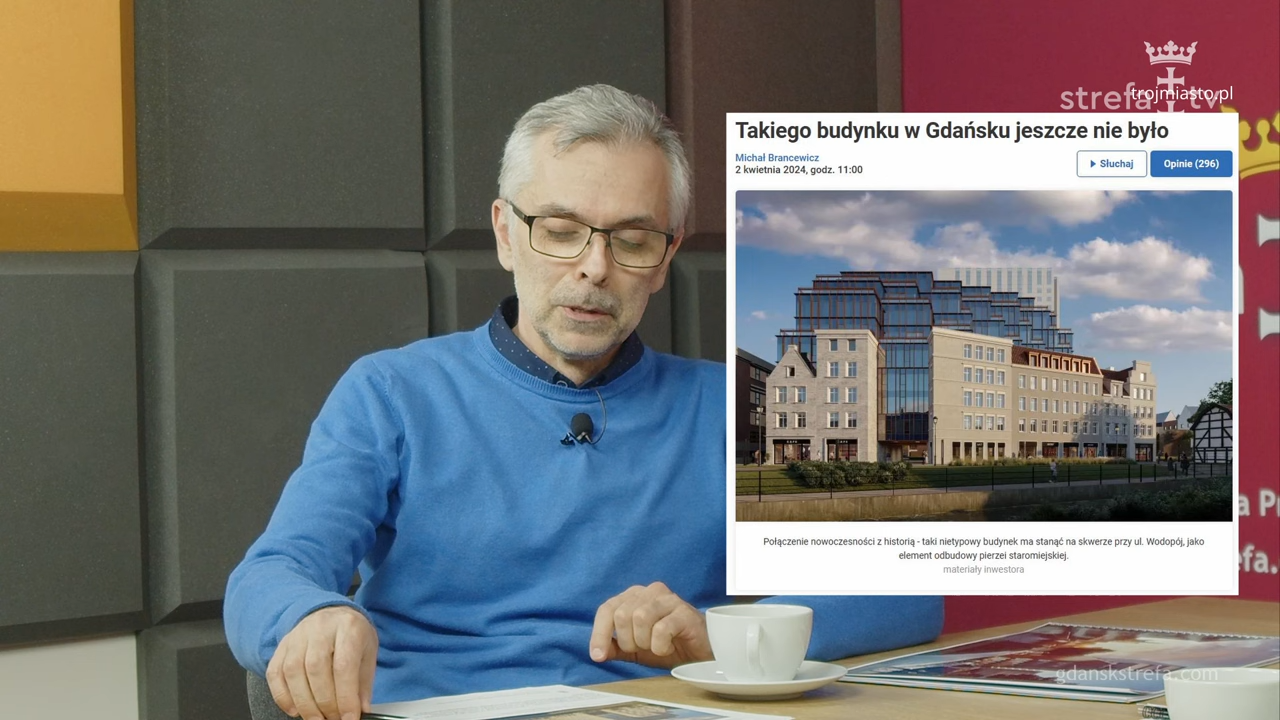 strefa tv
trojmiasto.pl
Takiego budynku w Gdańsku jeszcze nie było
Michał Brancewicz
2 kwietnia 2024, godz. 11:00
Słuchaj
Opinie (296)
Połączenie nowoczesności z historią - taki nietypowy budynek ma stanąć na skwerze przy ul. Wodopój, jako
element odbudowy pierzei staromiejskiej.
materiały inwestora
gdanskstrefa.com